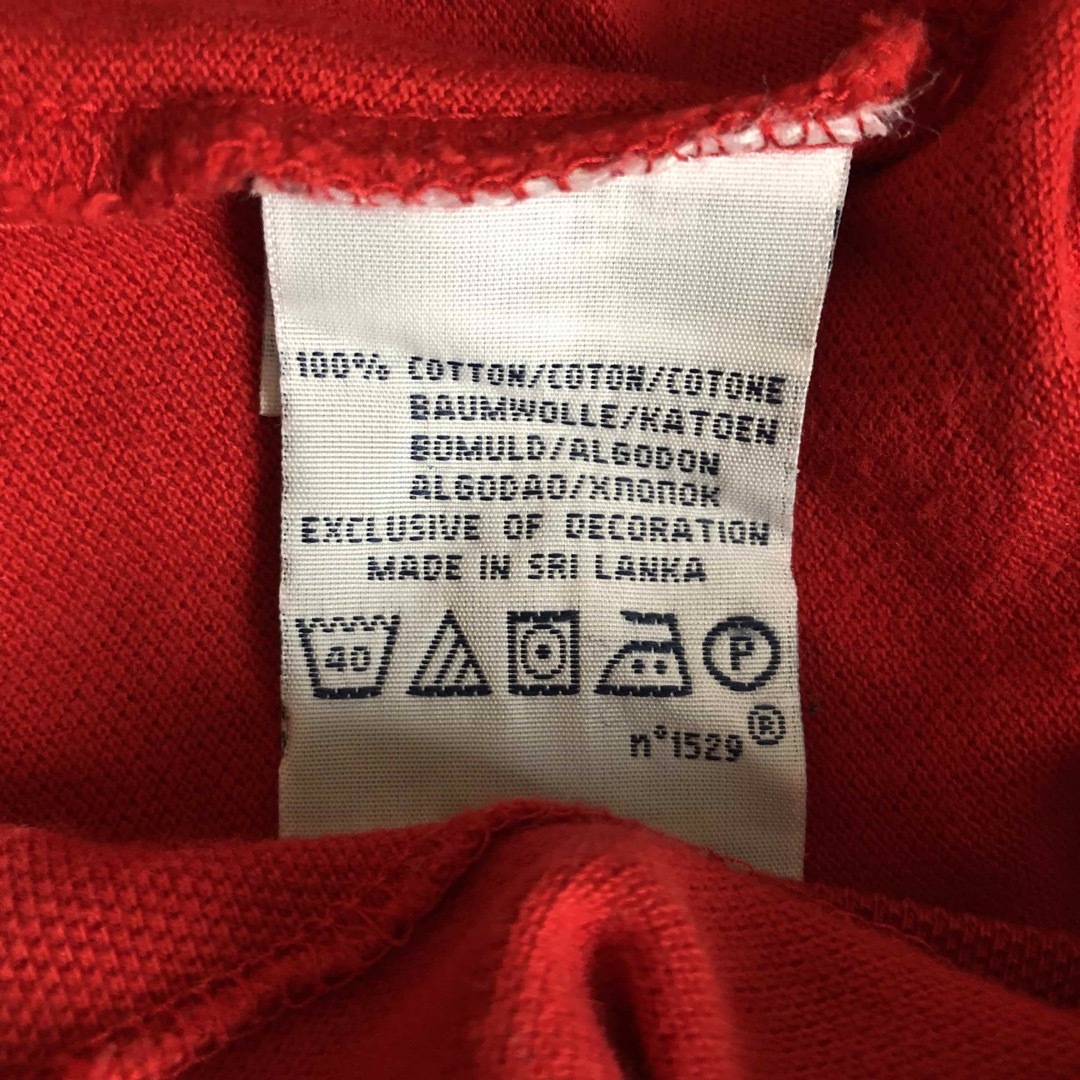 100% COTTON/COTON/COTONE
BAUMWOLLE/KATOEN
BOMULD/ALGODON
ALGODAO/ХЛОПОК
EXCLUSIVE OF DECORATION
MADE IN SRI LANKA
40 P
n°1529 ®